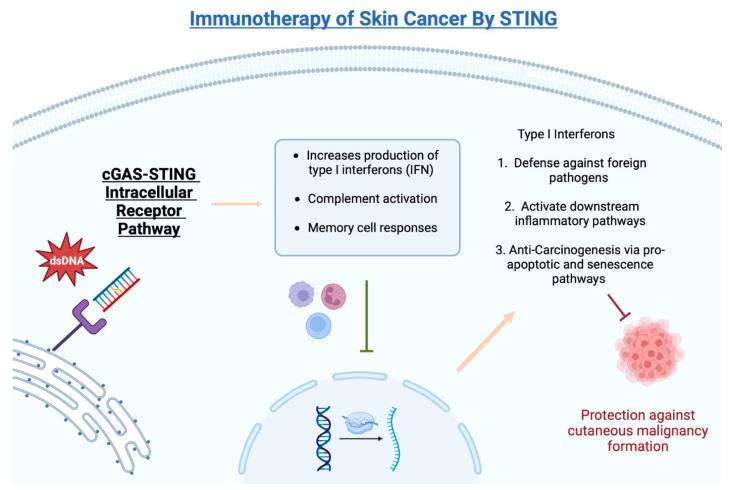 Immunotherapy of Skin Cancer By STING
cGAS-STING
Intracellular
Receptor
Pathway
dsDNA
• Increases production of
type I interferons (IFN)
• Complement activation
• Memory cell responses
Type I Interferons
1. Defense against foreign
pathogens
2. Activate downstream
inflammatory pathways
3. Anti-Carcinogenesis via pro-
apoptotic and senescence
pathways
Protection against
cutaneous malignancy
formation